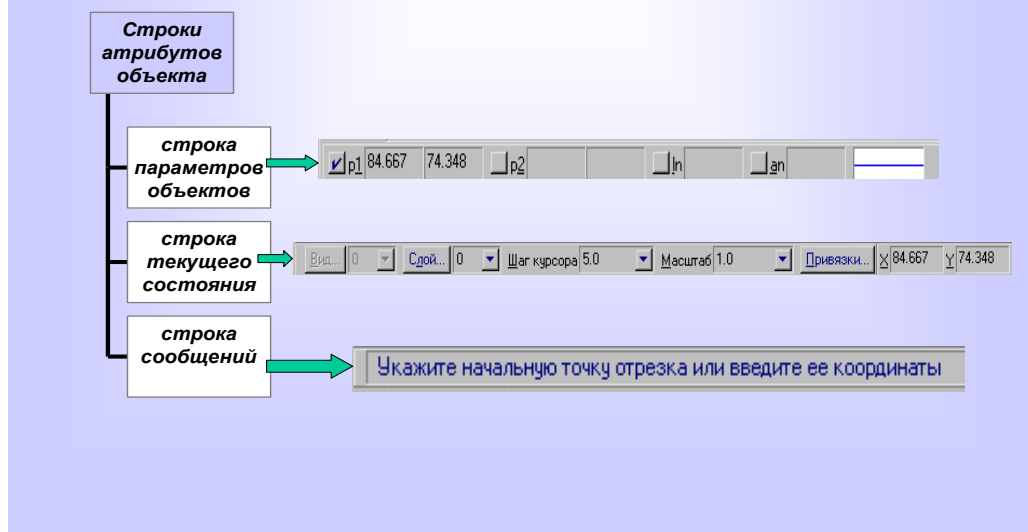 Строки
атрибутов
объекта
строка
параметров
объектов
p1 84.667 74.348 p2 ln an
строка
текущего
состояния
Вид... 0 Слой... 0 Шаг курсора 5.0 Масштаб 1.0 Привязки... X 84.667 Y 74.348
строка
сообщений
Укажите начальную точку отрезка или введите ее координаты